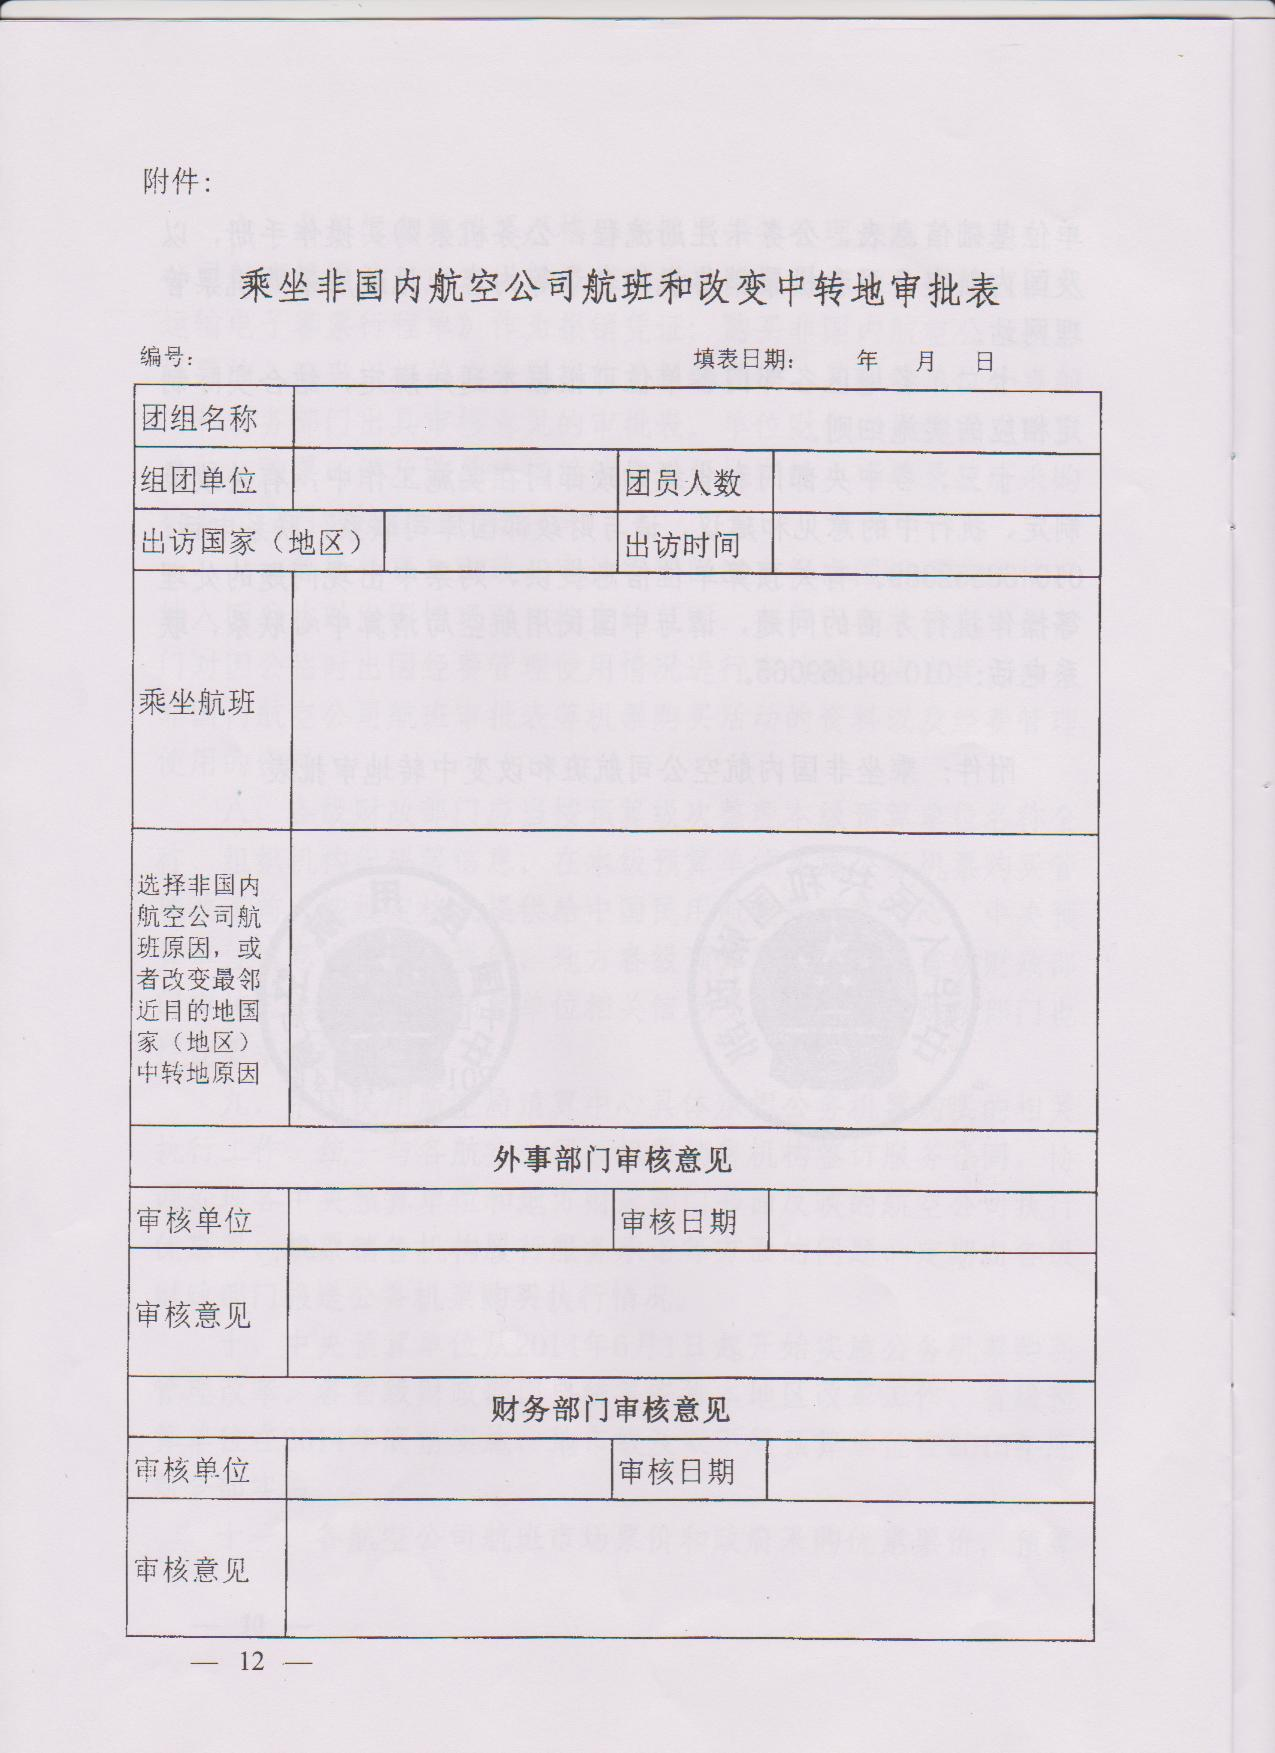 附件：
乘坐非国内航空公司航班和改变中转地审批表
编号： 填表日期： 年 月 日
团组名称
组团单位 团员人数
出访国家（地区） 出访时间
乘坐航班
选择非国内
航空公司航
班原因，或
者改变最邻
近目的地国
家（地区）
中转地原因
外事部门审核意见
审核单位 审核日期
审核意见
财务部门审核意见
审核单位 审核日期
审核意见
— 12 —